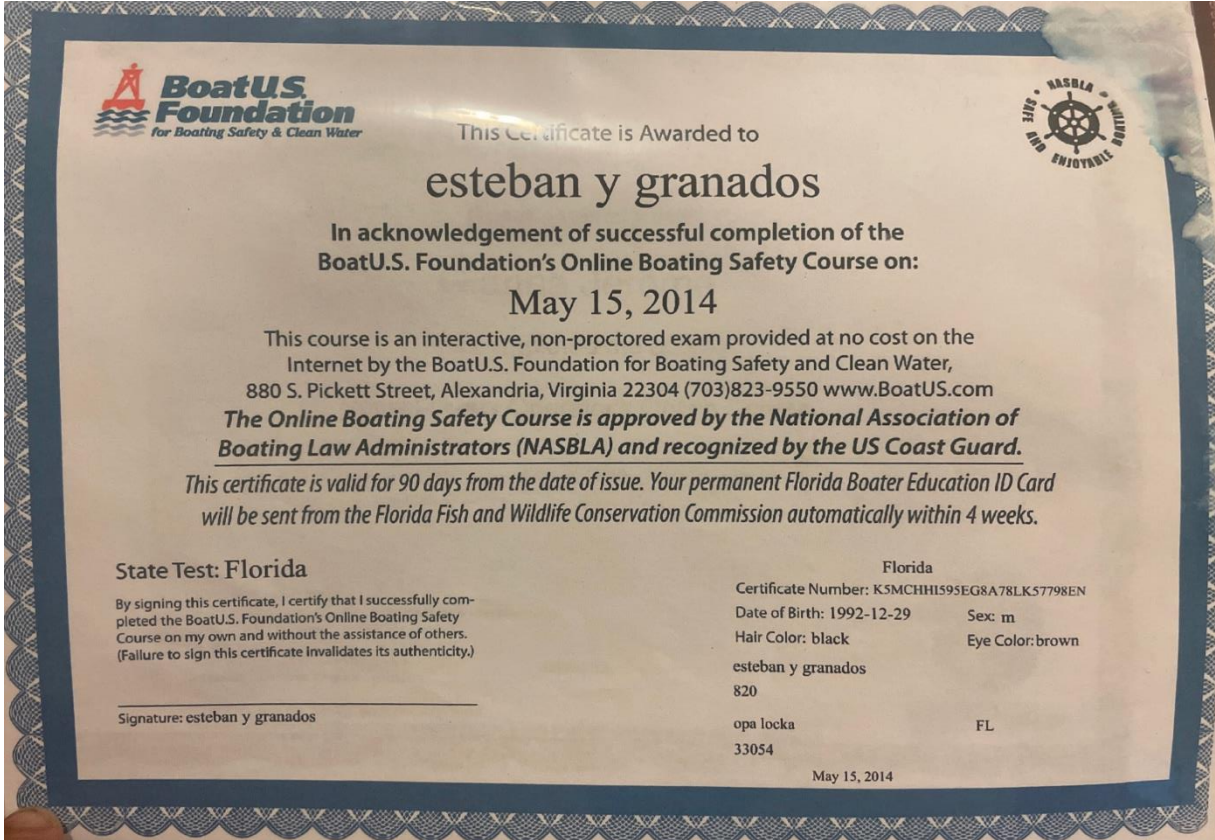 BoatU.S.
Foundation
for Boating Safety & Clean Water
NASBLA
SAFE AND ENJOYABLE BOATING
This Certificate is Awarded to
esteban y granados
In acknowledgement of successful completion of the
BoatU.S. Foundation's Online Boating Safety Course on:
May 15, 2014
This course is an interactive, non-proctored exam provided at no cost on the
Internet by the BoatU.S. Foundation for Boating Safety and Clean Water,
880 S. Pickett Street, Alexandria, Virginia 22304 (703)823-9550 www.BoatUS.com
The Online Boating Safety Course is approved by the National Association of
Boating Law Administrators (NASBLA) and recognized by the US Coast Guard.
This certificate is valid for 90 days from the date of issue. Your permanent Florida Boater Education ID Card
will be sent from the Florida Fish and Wildlife Conservation Commission automatically within 4 weeks.
State Test: Florida
By signing this certificate, I certify that I successfully com-
pleted the BoatU.S. Foundation's Online Boating Safety
Course on my own and without the assistance of others.
(Failure to sign this certificate invalidates its authenticity.)
Signature: esteban y granados
Florida
Certificate Number: K5MCHHI595EG8A78LK57798EN
Date of Birth: 1992-12-29 Sex: m
Hair Color: black Eye Color: brown
esteban y granados
820
opa locka FL
33054
May 15, 2014